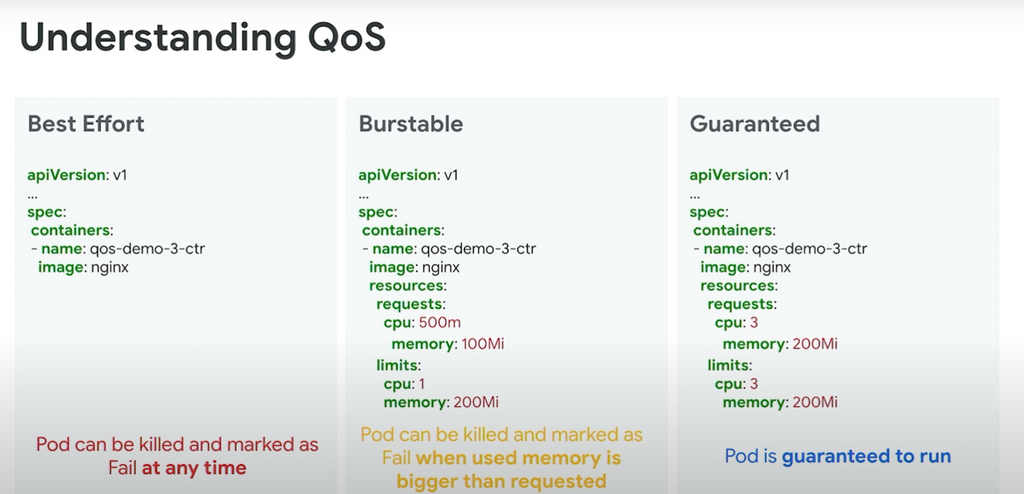 Understanding QoS
Best Effort
apiVersion: v1
...
spec:
containers:
- name: qos-demo-3-ctr
image: nginx
Pod can be killed and marked as
Fail at any time
Burstable
apiVersion: v1
...
spec:
containers:
- name: qos-demo-3-ctr
image: nginx
resources:
requests:
cpu: 500m
memory: 100Mi
limits:
cpu: 1
memory: 200Mi
Pod can be killed and marked as
Fail when used memory is
bigger than requested
Guaranteed
apiVersion: v1
...
spec:
containers:
- name: qos-demo-3-ctr
image: nginx
resources:
requests:
cpu: 3
memory: 200Mi
limits:
cpu: 3
memory: 200Mi
Pod is guaranteed to run